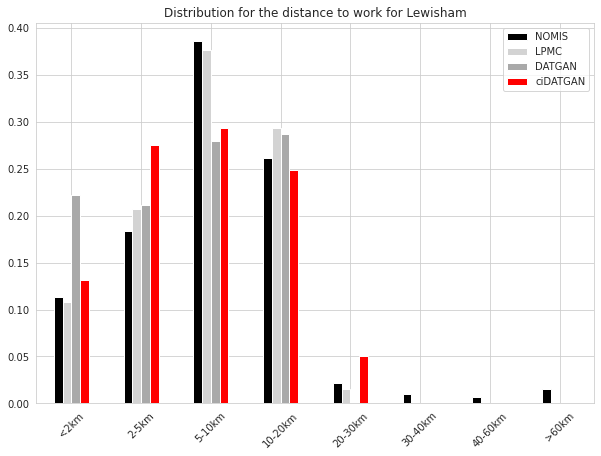 Distribution for the distance to work for Lewisham
NOMIS
LPMC
DATGAN
ciDATGAN
0.40
0.35
0.30
0.25
0.20
0.15
0.10
0.05
0.00
<2km
2-5km
5-10km
10-20km
20-30km
30-40km
40-60km
>60km